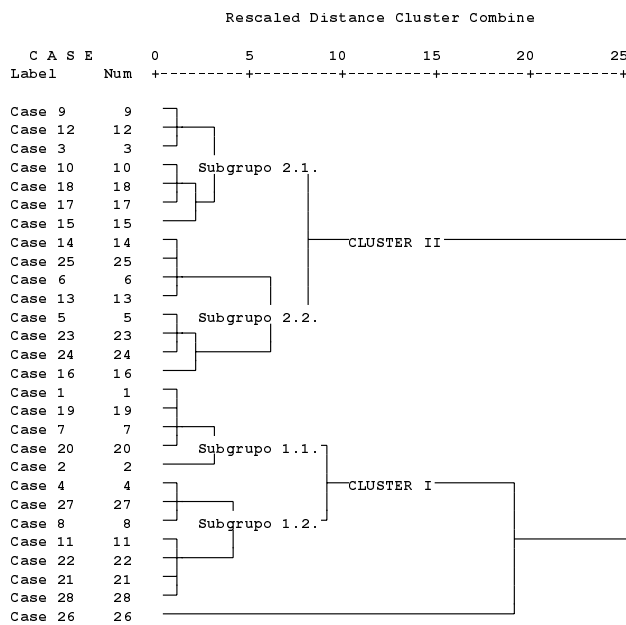 Rescaled Distance Cluster Combine
C A S E 0 5 10 15 20 25
Label Num
Case 9 9
Case 12 12
Case 3 3
Case 10 10 Subgrupo 2.1.
Case 18 18
Case 17 17
Case 15 15
Case 14 14 CLUSTER II
Case 25 25
Case 6 6
Case 13 13
Case 5 5 Subgrupo 2.2.
Case 23 23
Case 24 24
Case 16 16
Case 1 1
Case 19 19
Case 7 7
Case 20 20 Subgrupo 1.1.
Case 2 2
Case 4 4 CLUSTER I
Case 27 27
Case 8 8 Subgrupo 1.2.
Case 11 11
Case 22 22
Case 21 21
Case 28 28
Case 26 26